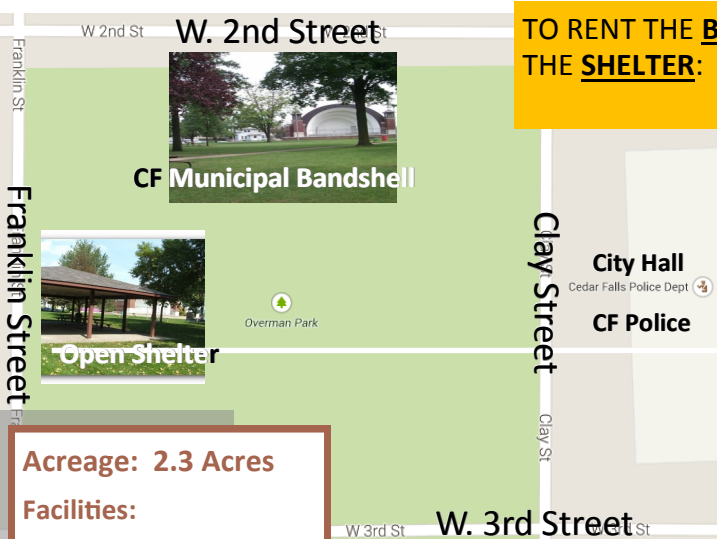 W 2nd St W. 2nd Street
TO RENT THE B
THE SHELTER:
Franklin St
CF Municipal Bandshell
Franklin Street
Clay Street
City Hall
Cedar Falls Police Dept
CF Police
Overman Park
Open Shelter
Clay St
Acreage: 2.3 Acres
Facilities:
W 3rd St W. 3rd Street St